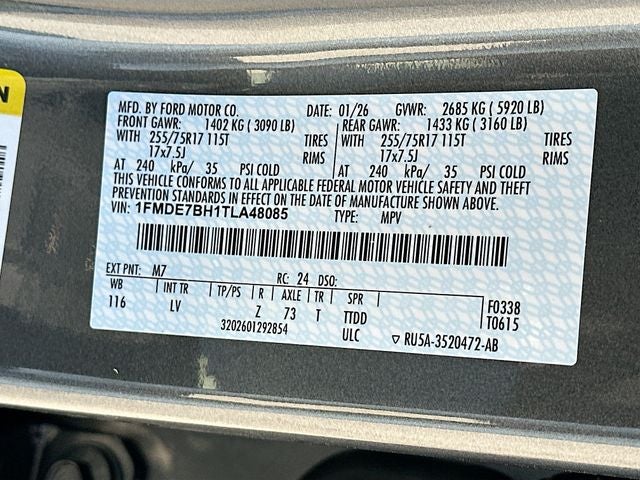 N
MFD. BY FORD MOTOR CO. DATE: 01/26 GVWR: 2685 KG ( 5920 LB)
FRONT GAWR: 1402 KG ( 3090 LB) REAR GAWR: 1433 KG ( 3160 LB)
WITH 255/75R17 115T TIRES WITH 255/75R17 115T TIRES
17x7.5J RIMS 17x7.5J RIMS
AT 240 kPa/ 35 PSI COLD AT 240 kPa/ 35 PSI COLD
THIS VEHICLE CONFORMS TO ALL APPLICABLE FEDERAL MOTOR VEHICLE SAFETY AND THEFT
PREVENTION STANDARDS IN EFFECT ON THE DATE OF MANUFACTURE SHOWN ABOVE.
VIN: 1FMDE7BH1TLA48085 TYPE: MPV
EXT PNT: M7 RC: 24 DSO:
WB INT TR TP/PS R AXLE TR SPR F0338
116 LV Z 73 T TTDD T0615
3202601292854 ULC ▽ RU5A-3520472-AB